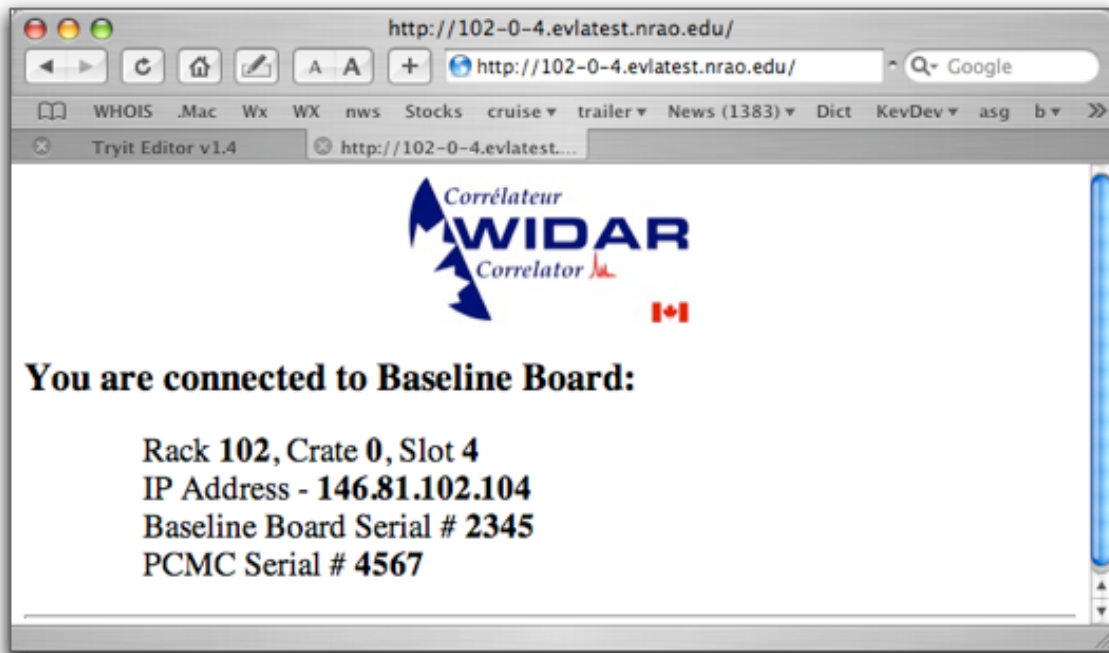 http://102-0-4.evlatest.nrao.edu/
A A + http://102-0-4.evlatest.nrao.edu/ Google
WHOIS .Mac Wx WX nws Stocks cruise trailer News (1383) Dict KevDev asg b
Tryit Editor v1.4 http://102-0-4.evlatest....
Corrélateur
WIDAR
Correlator
You are connected to Baseline Board:
Rack 102, Crate 0, Slot 4
IP Address - 146.81.102.104
Baseline Board Serial # 2345
PCMC Serial # 4567